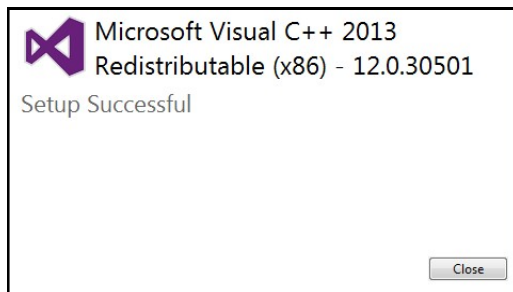 Microsoft Visual C++ 2013
Redistributable (x86) - 12.0.30501
Setup Successful
Close